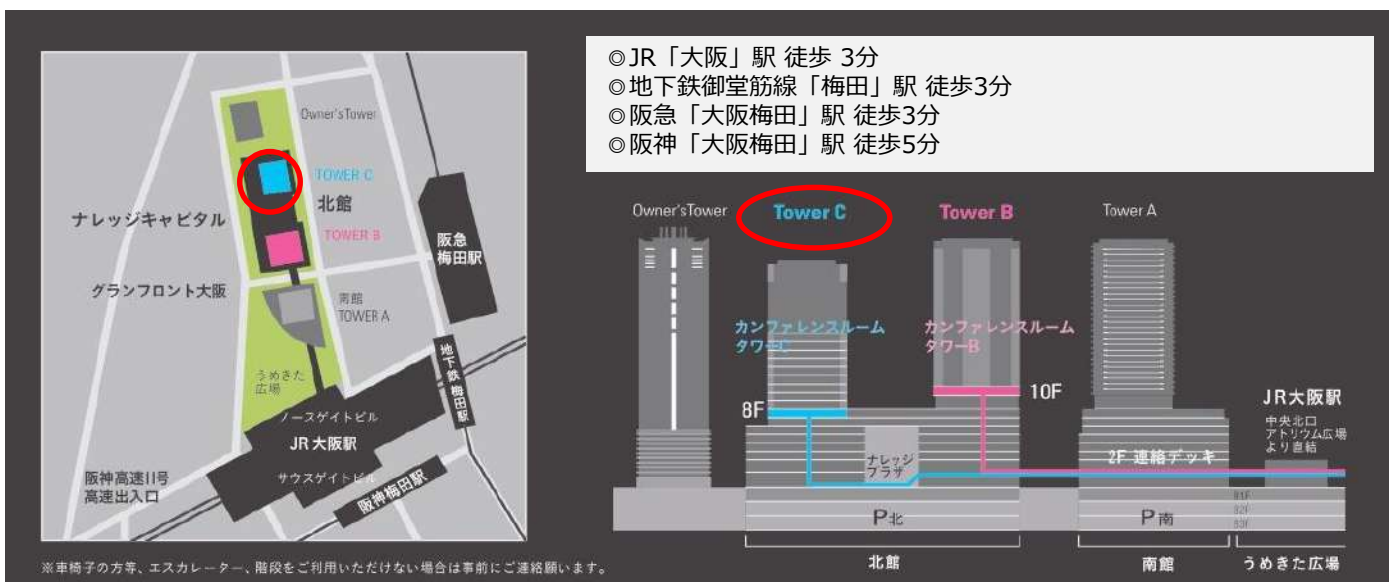 ◎JR「大阪」駅 徒歩 3分
◎地下鉄御堂筋線「梅田」駅 徒歩3分
◎阪急「大阪梅田」駅 徒歩3分
◎阪神「大阪梅田」駅 徒歩5分
Owner'sTower
TOWER C
北館
ナレッジキャピタル
TOWER B
阪急
梅田駅
グランフロント大阪
南館
TOWER A
地下鉄 梅田駅
うめきた
広場
ノースゲイトビル
JR大阪駅
サウスゲイトビル
阪神高速11号
高速出入口
阪神梅田駅
Owner'sTower
Tower C
Tower B
Tower A
カンファレンスルーム
タワーC
カンファレンスルーム
タワーB
8F
10F
JR大阪駅
中央北口
アトリウム広場
より直結
ナレッジ
プラザ
2F 連絡デッキ
B1F
B2F
B3F
P北
P南
北館
南館
うめきた広場
※車椅子の方等、エスカレーター、階段をご利用いただけない場合は事前にご連絡願います。